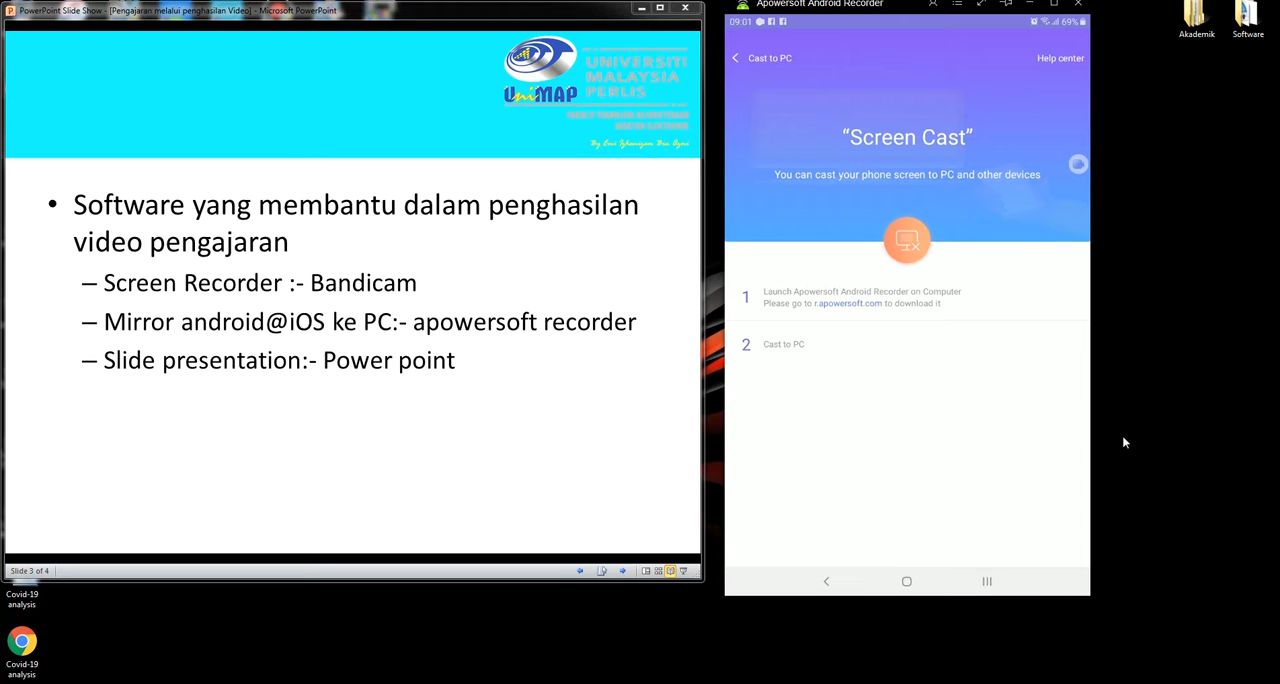 PowerPoint Slide Show - [Pengajaran melalui penghasilan Video] - Microsoft PowerPoint
UniMAP
UNIVERSITI
MALAYSIA
PERLIS
• Software yang membantu dalam penghasilan
video pengajaran
– Screen Recorder :- Bandicam
– Mirror android@iOS ke PC:- apowersoft recorder
– Slide presentation:- Power point
Slide 3 of 4
Apowersoft Android Recorder
09:01
69%
Cast to PC
Help center
“Screen Cast”
You can cast your phone screen to PC and other devices
1
Launch Apowersoft Android Recorder on Computer
Please go to r.apowersoft.com to download it
2
Cast to PC
Akademik
Software
Covid-19
analysis
Covid-19
analysis